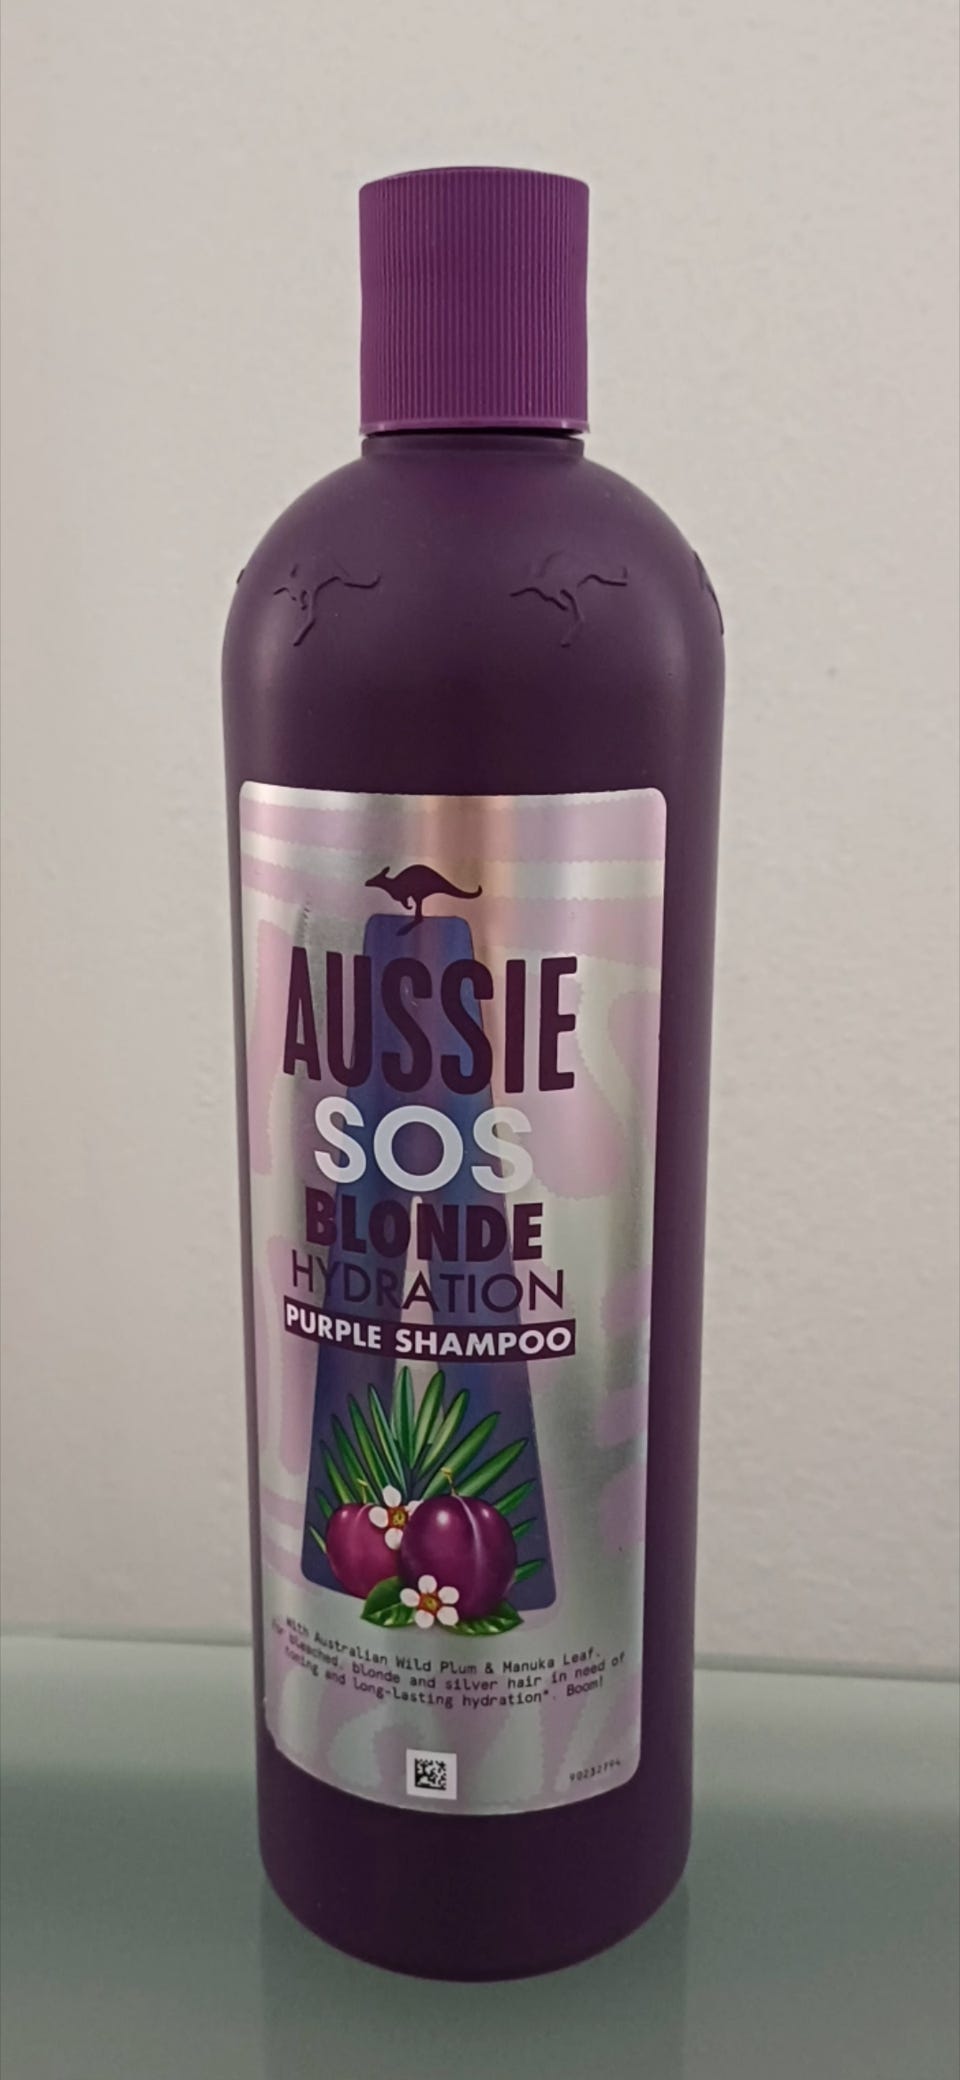 AUSSIE
SOS
BLONDE
HYDRATION
PURPLE SHAMPOO
With Australian Wild Plum & Manuka Leaf.
for bleached, blonde and silver hair in need of
toning and long-lasting hydration*. Boom!
90232794